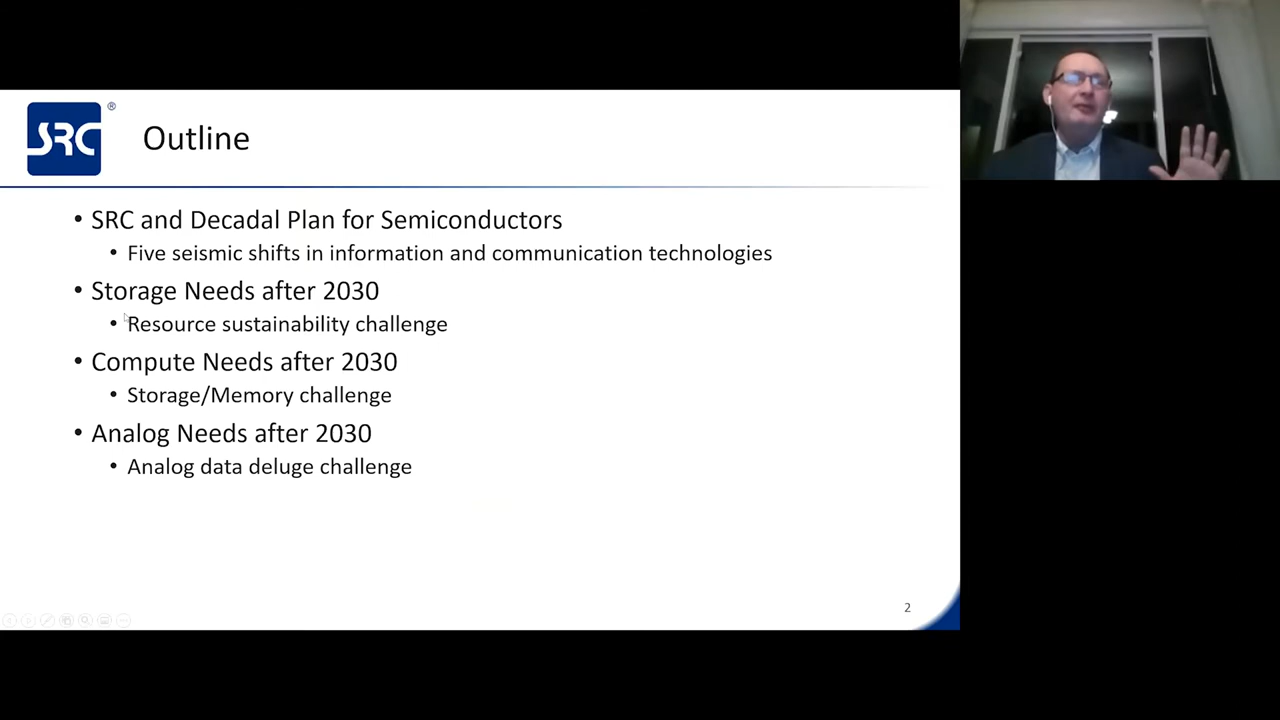 SRC ®
Outline
• SRC and Decadal Plan for Semiconductors
• Five seismic shifts in information and communication technologies
• Storage Needs after 2030
• Resource sustainability challenge
• Compute Needs after 2030
• Storage/Memory challenge
• Analog Needs after 2030
• Analog data deluge challenge
2